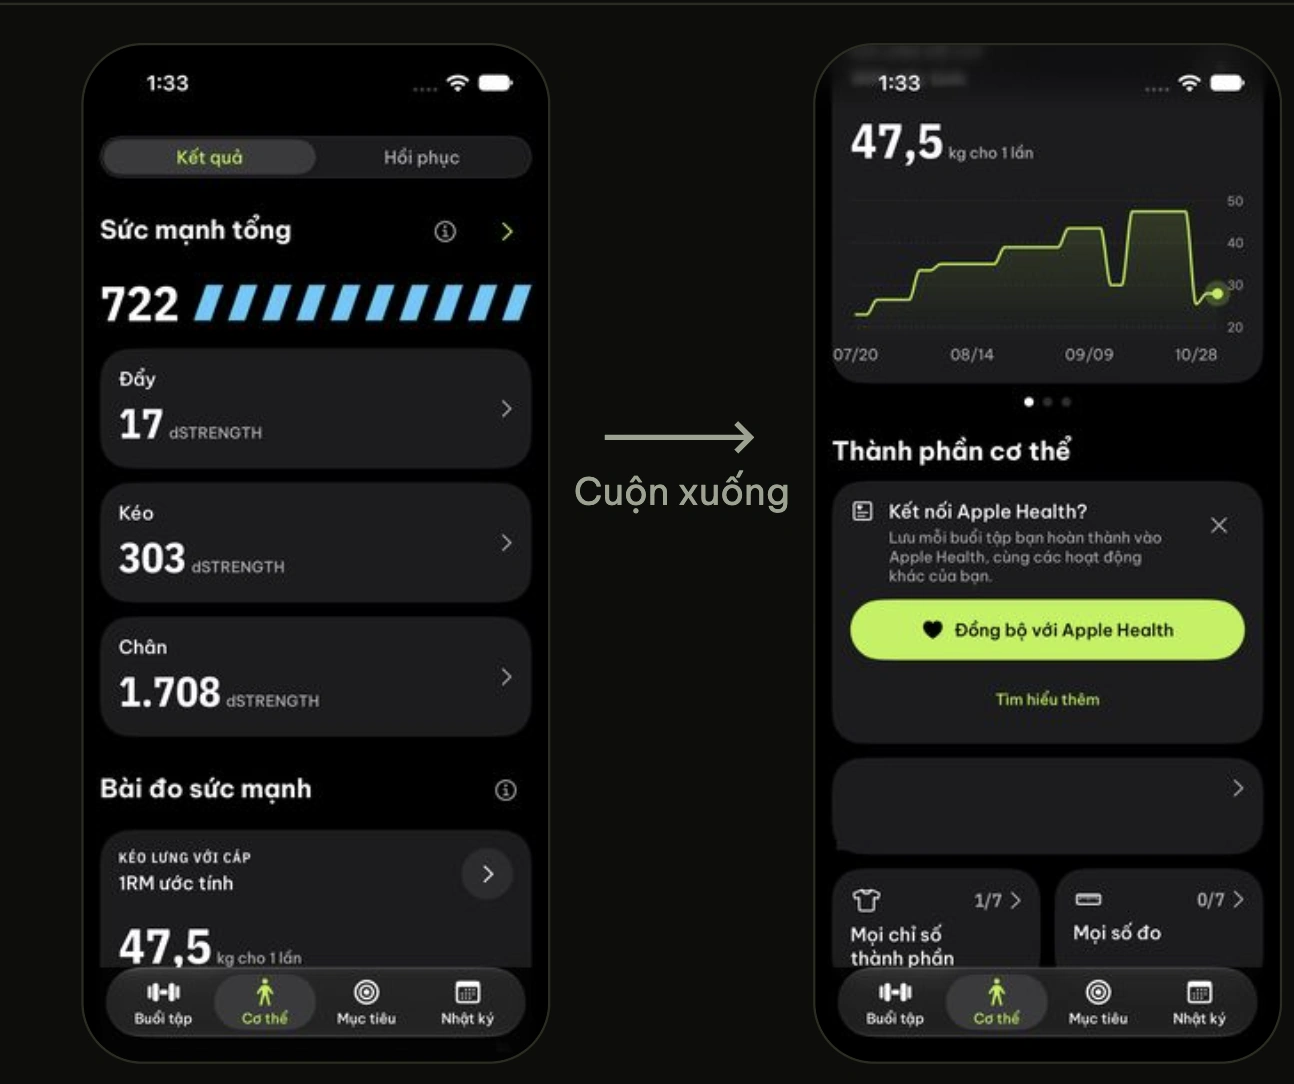 1:33
Kết quả
Hồi phục
Sức mạnh tổng
722
Đẩy
17 dSTRENGTH
Kéo
303 dSTRENGTH
Chân
1.708 dSTRENGTH
Bài đo sức mạnh
KÉO LƯNG VỚI CÁP
1RM ước tính
47,5 kg cho 1 lần
Buổi tập
Cơ thể
Mục tiêu
Nhật ký
Cuộn xuống
1:33
47,5 kg cho 1 lần
50
40
30
20
07/20
08/14
09/09
10/28
Thành phần cơ thể
Kết nối Apple Health?
Lưu mỗi buổi tập bạn hoàn thành vào
Apple Health, cùng các hoạt động
khác của bạn.
Đồng bộ với Apple Health
Tìm hiểu thêm
1/7
Mọi chỉ số
thành phần
0/7
Mọi số đo
Buổi tập
Cơ thể
Mục tiêu
Nhật ký